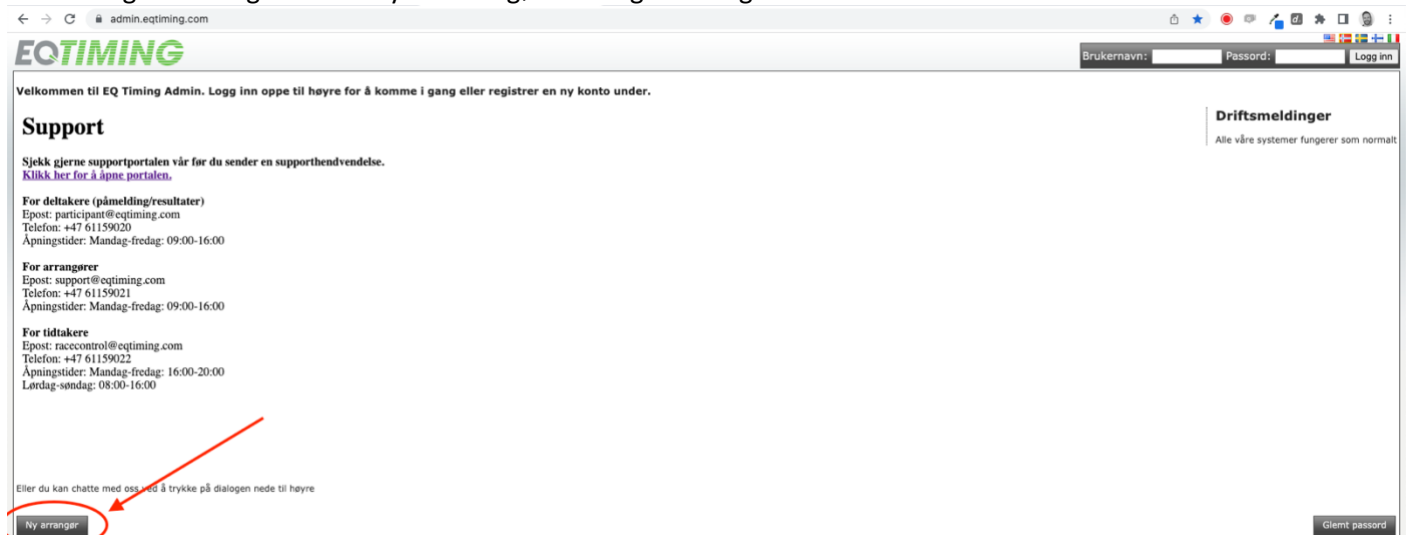 admin.eqtiming.com
EQTIMING
Brukernavn: Passord: Logg inn
Velkommen til EQ Timing Admin. Logg inn oppe til høyre for å komme i gang eller registrer en ny konto under.
Support
Driftsmeldinger
Alle våre systemer fungerer som normalt
Sjekk gjerne supportportalen vår før du sender en supporthendvendelse.
Klikk her for å åpne portalen.
For deltakere (påmelding/resultater)
Epost: participant@eqtiming.com
Telefon: +47 61159020
Åpningstider: Mandag-fredag: 09:00-16:00
For arrangører
Epost: support@eqtiming.com
Telefon: +47 61159021
Åpningstider: Mandag-fredag: 09:00-16:00
For tidtakere
Epost: racecontrol@eqtiming.com
Telefon: +47 61159022
Åpningstider: Mandag-fredag: 16:00-20:00
Lørdag-søndag: 08:00-16:00
Eller du kan chatte med oss ved å trykke på dialogen nede til høyre
Ny arrangør
Glemt passord